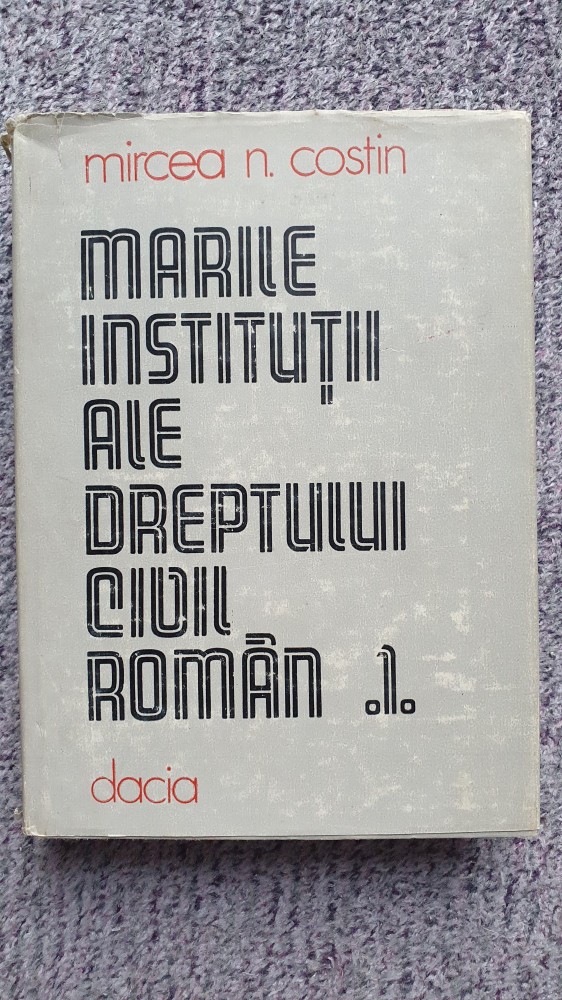 mircea n. costin
MARILE
INSTITUȚII
ALE
DREPTULUI
CIVIL
ROMÂN .1.
dacia